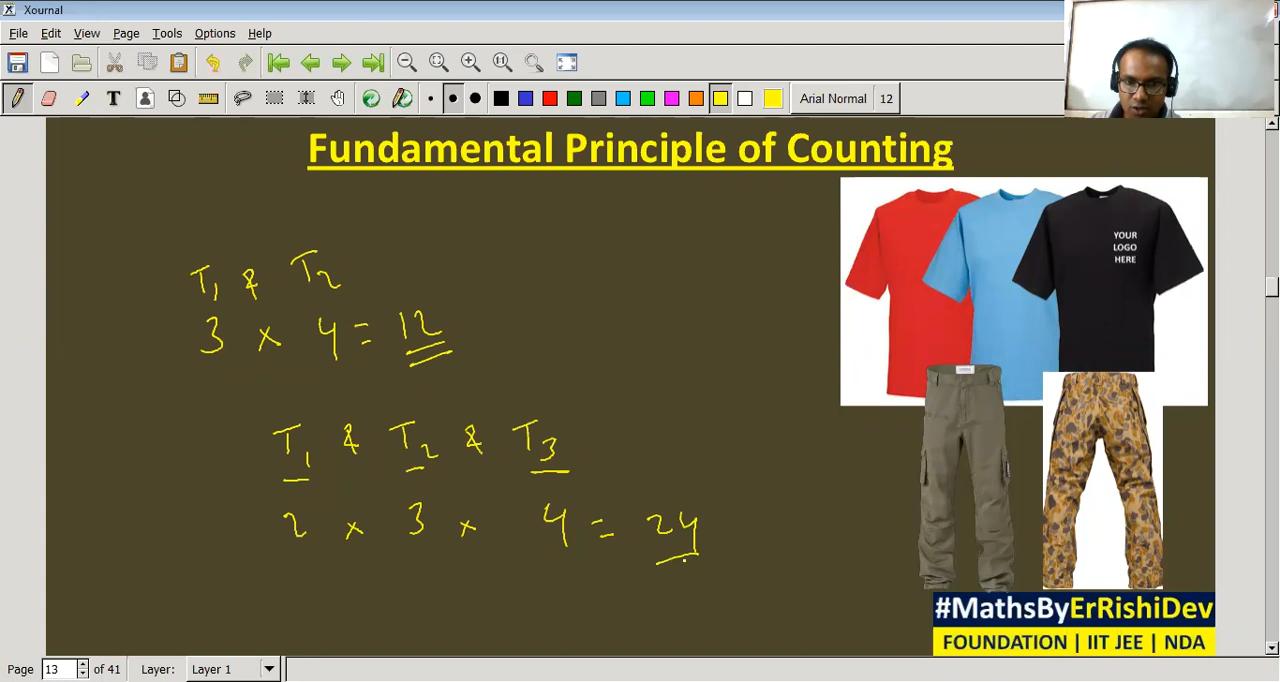 Xournal
File Edit View Page Tools Options Help
Arial Normal 12
Fundamental Principle of Counting
YOUR
LOGO
HERE
T₁ & T₂
3 × 4 = 12
T₁ & T₂ & T₃
2 × 3 × 4 = 24
#MathsByErRishiDev
FOUNDATION | IIT JEE | NDA
Page 13 of 41 Layer: Layer 1